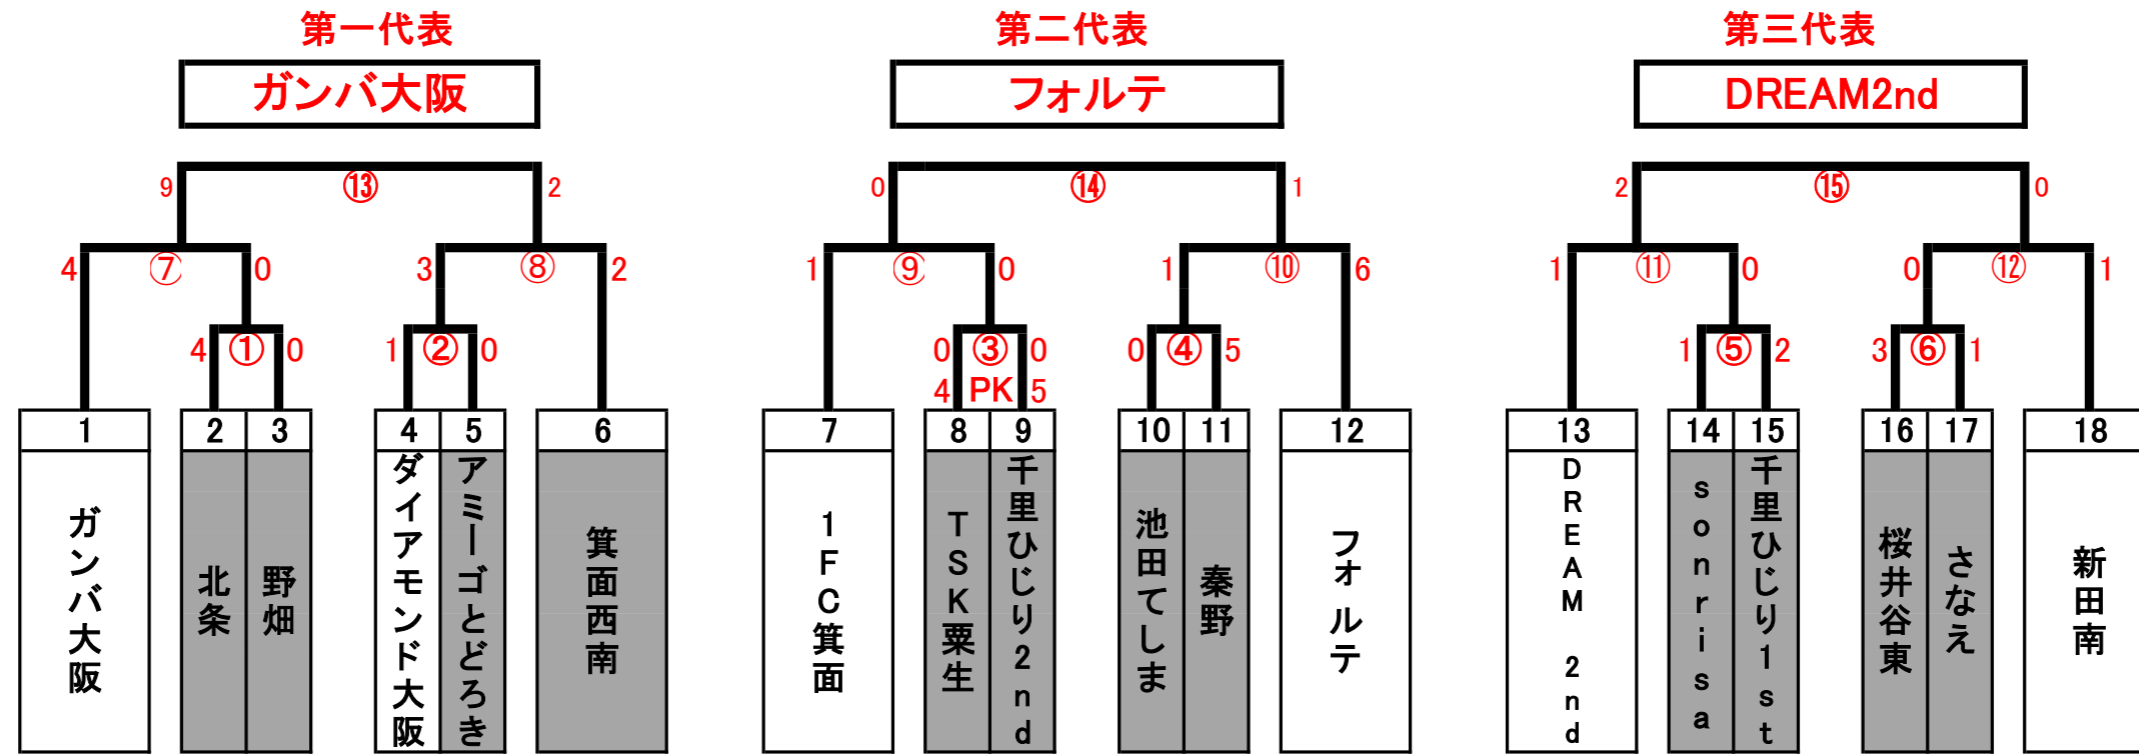 第一代表 第二代表 第三代表
ガンバ大阪 フォルテ DREAM2nd
9 ⑬ 2 0 ⑭ 1 2 ⑮ 0
4 ⑦ 0 3 ⑧ 2 1 ⑨ 0 1 ⑩ 6 1 ⑪ 0 0 ⑫ 1
4 ① 0 1 ② 0 0 ③ 0 0 ④ 5 1 ⑤ 2 3 ⑥ 1
4 PK 5
1 2 3 4 5 6 7 8 9 10 11 12 13 14 15 16 17 18
ガンバ大阪
北条
野畑
ダイアモンド大阪
アミーゴとどろき
箕面西南
1FC箕面
TSK粟生
千里ひじり2nd
池田てしま
秦野
フォルテ
DREAM 2nd
sonrisa
千里ひじり1st
桜井谷東
さなえ
新田南